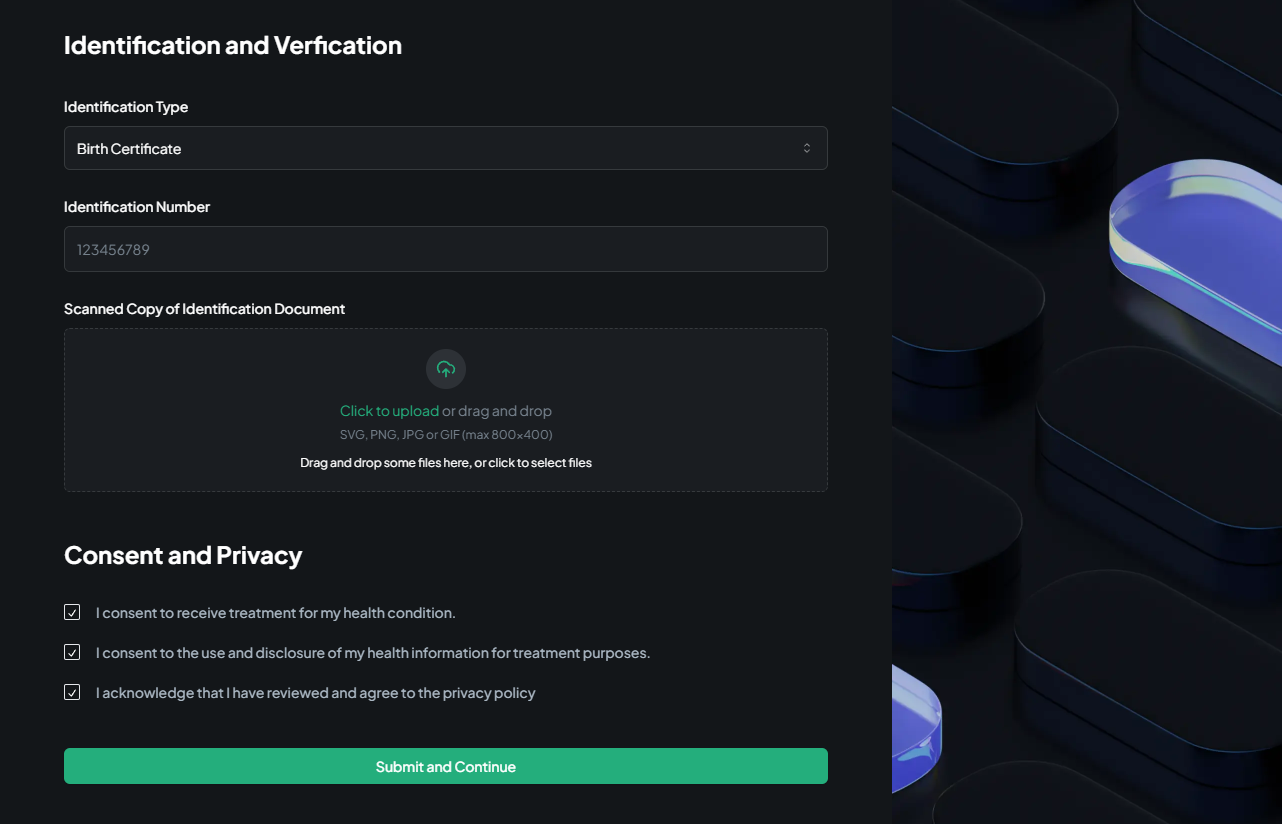 Identification and Verfication
Identification Type
Birth Certificate
Identification Number
123456789
Scanned Copy of Identification Document
Click to upload or drag and drop
SVG, PNG, JPG or GIF (max 800x400)
Drag and drop some files here, or click to select files
Consent and Privacy
I consent to receive treatment for my health condition.
I consent to the use and disclosure of my health information for treatment purposes.
I acknowledge that I have reviewed and agree to the privacy policy
Submit and Continue